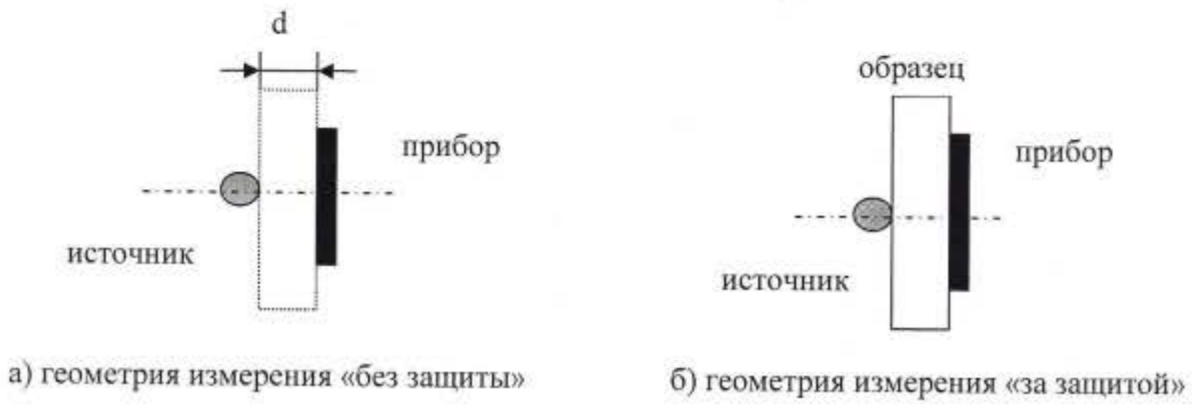 d
прибор
источник
а) геометрия измерения «без защиты»
образец
прибор
источник
б) геометрия измерения «за защитой»